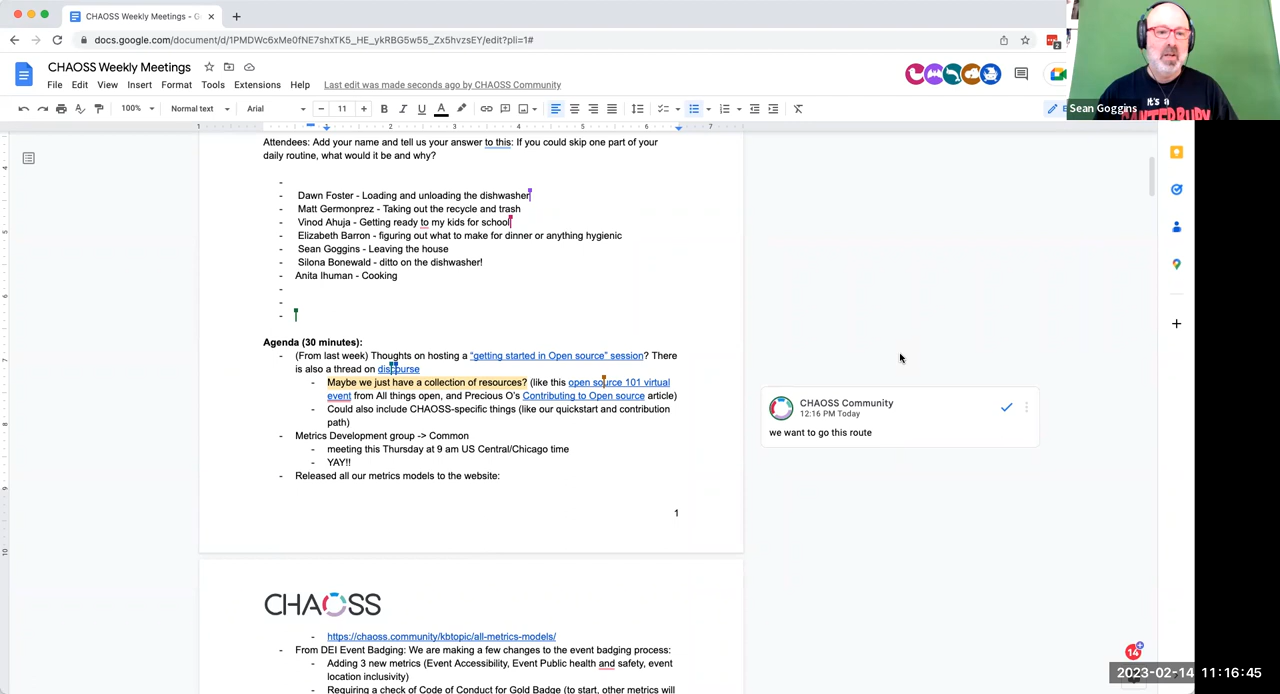 CHAOSS Weekly Meetings - G
docs.google.com/document/d/1PMDWc6xMe0fNE7shxTK5_HE_ykRBG5w55_Zx5hvzsEY/edit?pli=1#
2
CHAOSS Weekly Meetings
File Edit View Insert Format Tools Extensions Help Last edit was made seconds ago by CHAOSS Community
100% Normal text Arial 11
Sean Goggins
IT'S A
CANTERBURY
Attendees: Add your name and tell us your answer to this: If you could skip one part of your
daily routine, what would it be and why?
-
- Dawn Foster - Loading and unloading the dishwasher
- Matt Germonprez - Taking out the recycle and trash
- Vinod Ahuja - Getting ready to my kids for school
- Elizabeth Barron - figuring out what to make for dinner or anything hygienic
- Sean Goggins - Leaving the house
- Silona Bonewald - ditto on the dishwasher!
- Anita Ihuman - Cooking
-
-
-
Agenda (30 minutes):
- (From last week) Thoughts on hosting a “getting started in Open source” session? There
is also a thread on discourse
- Maybe we just have a collection of resources? (like this open source 101 virtual
event from All things open, and Precious O’s Contributing to Open source article)
- Could also include CHAOSS-specific things (like our quickstart and contribution
path)
- Metrics Development group -> Common
- meeting this Thursday at 9 am US Central/Chicago time
- YAY!!
- Released all our metrics models to the website:
1
CHAOSS Community
12:16 PM Today
we want to go this route
CHAOSS
- https://chaoss.community/kbtopic/all-metrics-models/
- From DEI Event Badging: We are making a few changes to the event badging process:
- Adding 3 new metrics (Event Accessibility, Event Public health and safety, event
location inclusivity)
- Requiring a check of Code of Conduct for Gold Badge (to start, other metrics will
14
2023-02-14 11:16:45